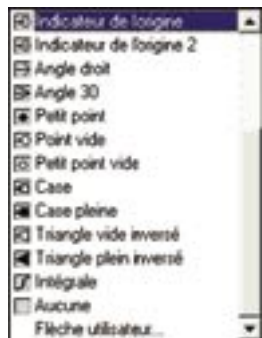 Indicateur de l'origine
Indicateur de l'origine 2
Angle droit
Angle 30
Petit point
Point vide
Petit point vide
Case
Case pleine
Triangle vide inversé
Triangle plein inversé
Intégrale
Aucune
Flèche utilisateur...